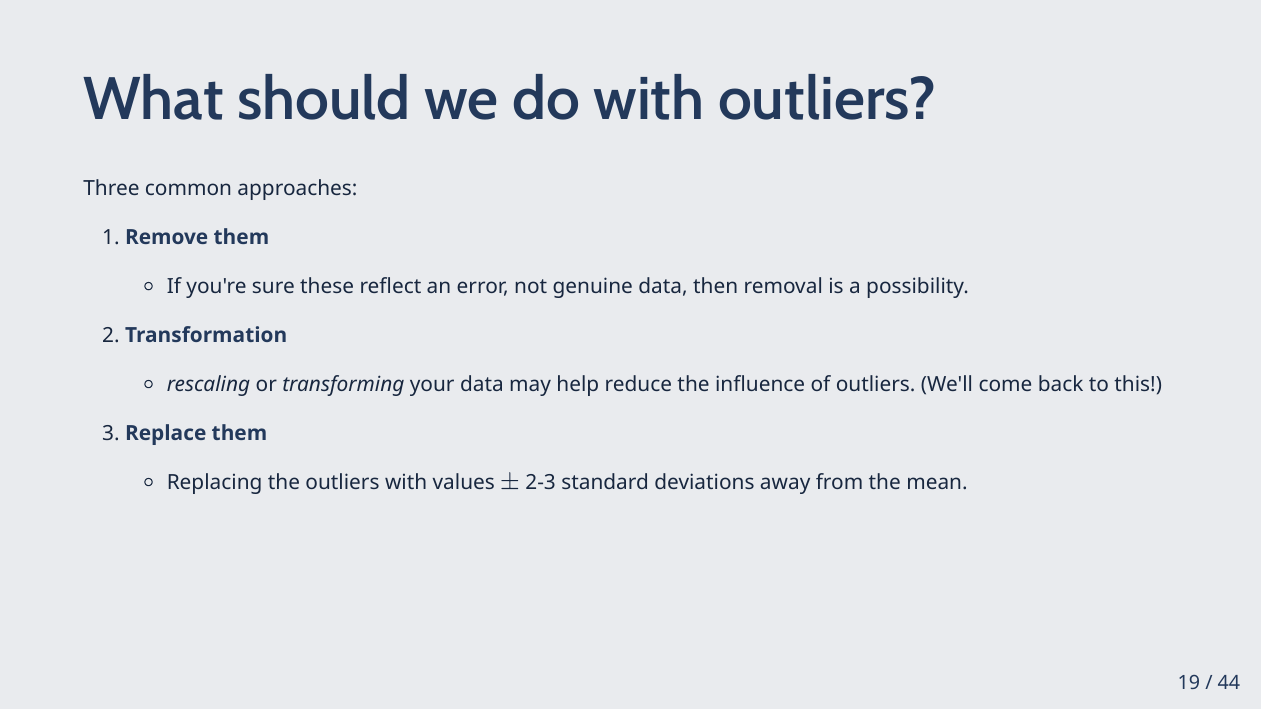 What should we do with outliers?
Three common approaches:
1. Remove them
○ If you're sure these reflect an error, not genuine data, then removal is a possibility.
2. Transformation
○ rescaling or transforming your data may help reduce the influence of outliers. (We'll come back to this!)
3. Replace them
○ Replacing the outliers with values ± 2-3 standard deviations away from the mean.
19 / 44